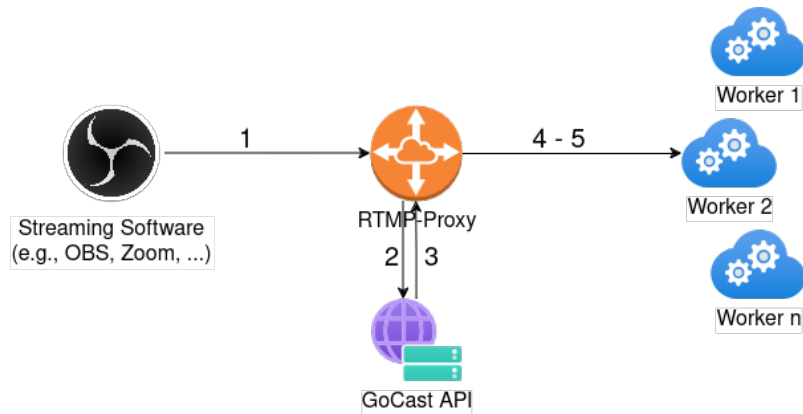 Worker 1
1
4 - 5
Worker 2
Streaming Software
(e.g., OBS, Zoom, ...)
RTMP-Proxy
2
3
Worker n
GoCast API